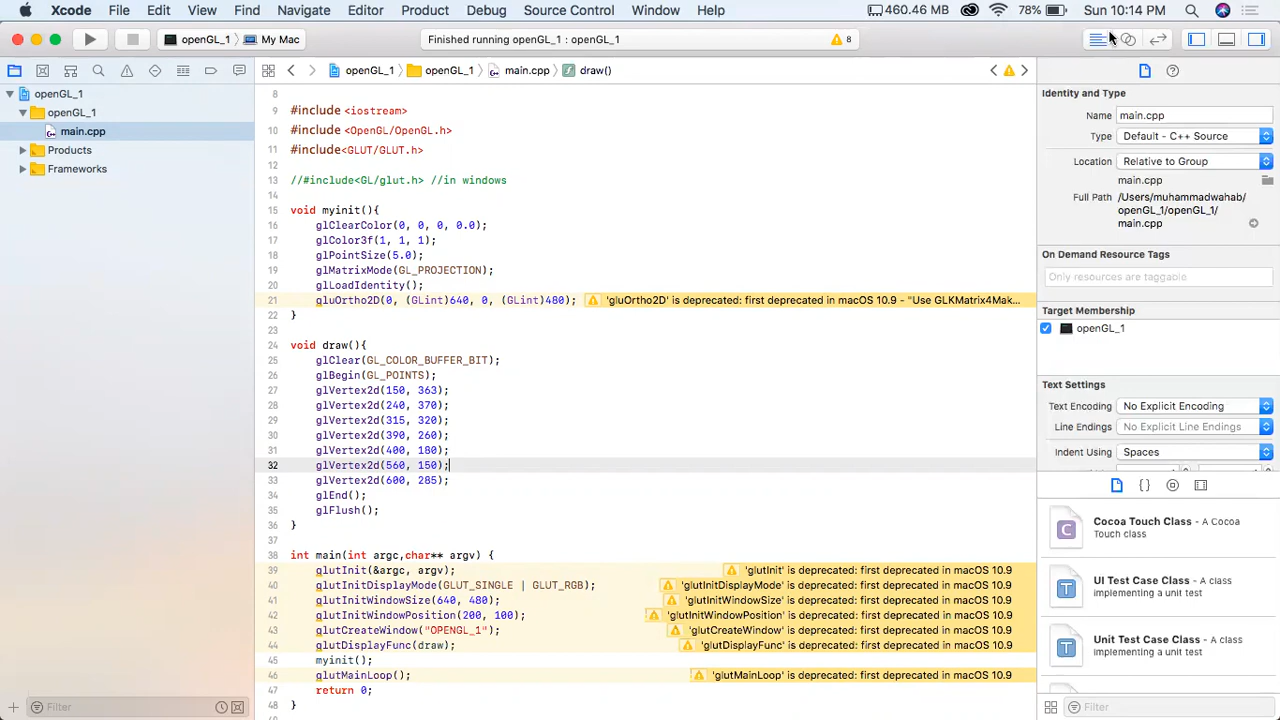 Xcode File Edit View Find Navigate Editor Product Debug Source Control Window Help 460.46 MB 78% Sun 10:14 PM
openGL_1 My Mac Finished running openGL_1 : openGL_1 8
openGL_1 openGL_1 main.cpp draw()
openGL_1
openGL_1
main.cpp
Products
Frameworks
Filter
8
9 #include <iostream>
10 #include <OpenGL/OpenGL.h>
11 #include<GLUT/GLUT.h>
12
13 //#include<GL/glut.h> //in windows
14
15 void myinit(){
16 glClearColor(0, 0, 0, 0.0);
17 glColor3f(1, 1, 1);
18 glPointSize(5.0);
19 glMatrixMode(GL_PROJECTION);
20 glLoadIdentity();
21 gluOrtho2D(0, (GLint)640, 0, (GLint)480); 'gluOrtho2D' is deprecated: first deprecated in macOS 10.9 - "Use GLKMatrix4Mak...
22 }
23
24 void draw(){
25 glClear(GL_COLOR_BUFFER_BIT);
26 glBegin(GL_POINTS);
27 glVertex2d(150, 363);
28 glVertex2d(240, 370);
29 glVertex2d(315, 320);
30 glVertex2d(390, 260);
31 glVertex2d(400, 180);
32 glVertex2d(560, 150);
33 glVertex2d(600, 285);
34 glEnd();
35 glFlush();
36 }
37
38 int main(int argc,char** argv) {
39 glutInit(&argc, argv); 'glutInit' is deprecated: first deprecated in macOS 10.9
40 glutInitDisplayMode(GLUT_SINGLE | GLUT_RGB); 'glutInitDisplayMode' is deprecated: first deprecated in macOS 10.9
41 glutInitWindowSize(640, 480); 'glutInitWindowSize' is deprecated: first deprecated in macOS 10.9
42 glutInitWindowPosition(200, 100); 'glutInitWindowPosition' is deprecated: first deprecated in macOS 10.9
43 glutCreateWindow("OPENGL_1"); 'glutCreateWindow' is deprecated: first deprecated in macOS 10.9
44 glutDisplayFunc(draw); 'glutDisplayFunc' is deprecated: first deprecated in macOS 10.9
45 myinit();
46 glutMainLoop(); 'glutMainLoop' is deprecated: first deprecated in macOS 10.9
47 return 0;
48 }
Identity and Type
Name main.cpp
Type Default - C++ Source
Location Relative to Group
main.cpp
Full Path /Users/muhammadwahab/
openGL_1/openGL_1/
main.cpp
On Demand Resource Tags
Only resources are taggable
Target Membership
openGL_1
Text Settings
Text Encoding No Explicit Encoding
Line Endings No Explicit Line Endings
Indent Using Spaces
Cocoa Touch Class - A Cocoa
Touch class
UI Test Case Class - A class
implementing a unit test
Unit Test Case Class - A class
implementing a unit test
Filter